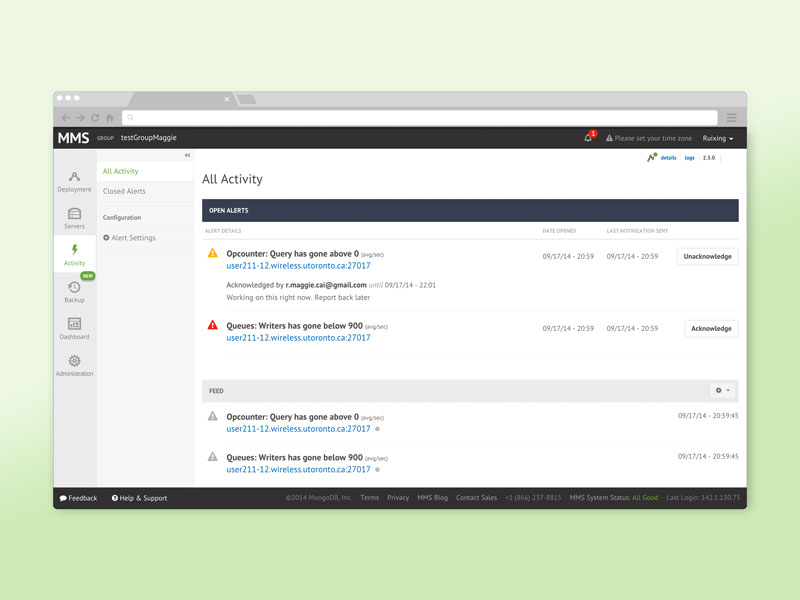 MMS GROUP testGroupMaggie 1 Please set your time zone Ruixing
details logs 2.5.0
Deployment
Servers
Activity
NEW
Backup
Dashboard
Administration
All Activity
Closed Alerts
Configuration
Alert Settings
All Activity
OPEN ALERTS
ALERT DETAILS DATE OPENED LAST NOTIFICATION SENT
Opcounter: Query has gone above 0 (avg/sec)
user211-12.wireless.utoronto.ca:27017
09/17/14 - 20:59 09/17/14 - 20:59 Unacknowledge
Acknowledged by r.maggie.cai@gmail.com until 09/17/14 - 22:01
Working on this right now. Report back later
Queues: Writers has gone below 900 (avg/sec)
user211-12.wireless.utoronto.ca:27017
09/17/14 - 20:59 09/17/14 - 20:59 Acknowledge
FEED
Opcounter: Query has gone above 0 (avg/sec) 09/17/14 - 20:59:45
user211-12.wireless.utoronto.ca:27017
Queues: Writers has gone below 900 (avg/sec) 09/17/14 - 20:59:45
user211-12.wireless.utoronto.ca:27017
Feedback Help & Support ©2014 MongoDB, Inc. Terms Privacy MMS Blog Contact Sales +1 (866) 237-8815 MMS System Status: All Good Last Login: 142.1.130.75